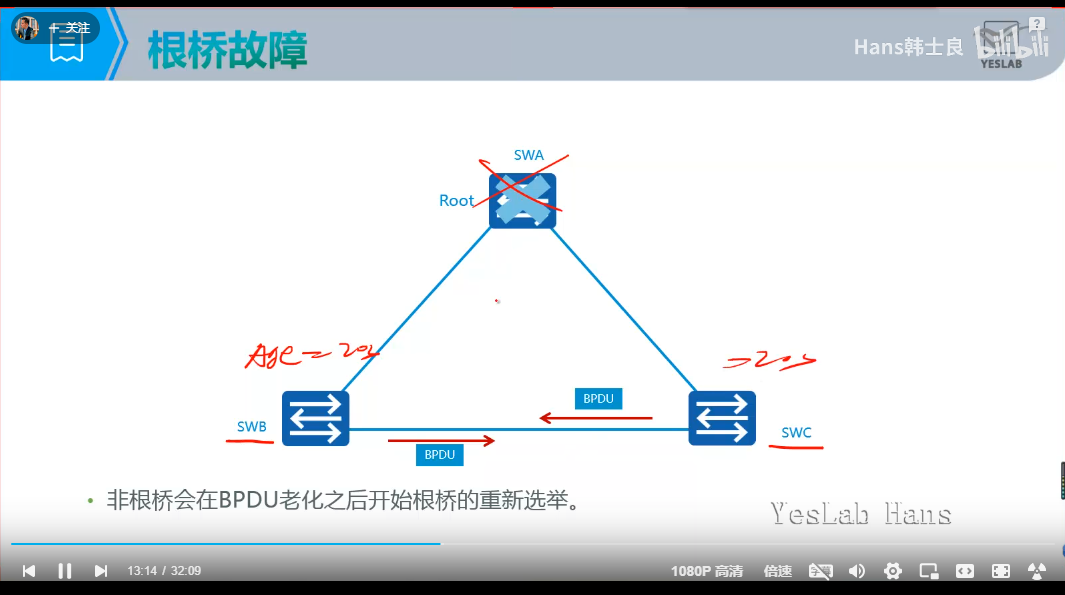 + 关注
根桥故障
Hans韩士良
bilibili
YESLAB
?
SWA
Root
Age = 20s
=20s
BPDU
SWB
SWC
BPDU
• 非根桥会在BPDU老化之后开始根桥的重新选举。
YesLab Hans
13:14 / 32:09
1080P 高清
倍速